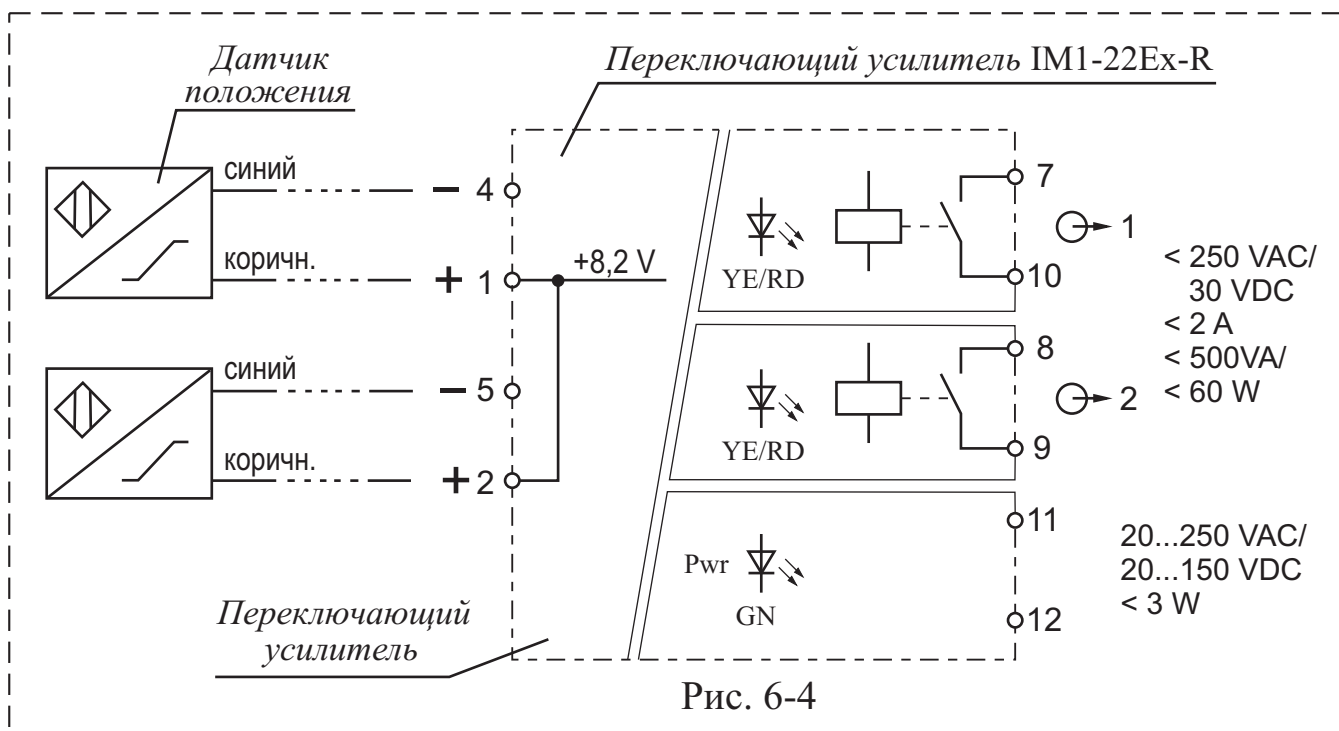 Датчик
положения
Переключающий усилитель IM1-22Ex-R
синий
− 4
коричн.
+ 1
+8,2 V
YE/RD
7
10
1
< 250 VAC/
30 VDC
< 2 A
< 500VA/
< 60 W
синий
− 5
коричн.
+ 2
YE/RD
8
9
2
Pwr
GN
11
12
20...250 VAC/
20...150 VDC
< 3 W
Переключающий
усилитель
Рис. 6-4